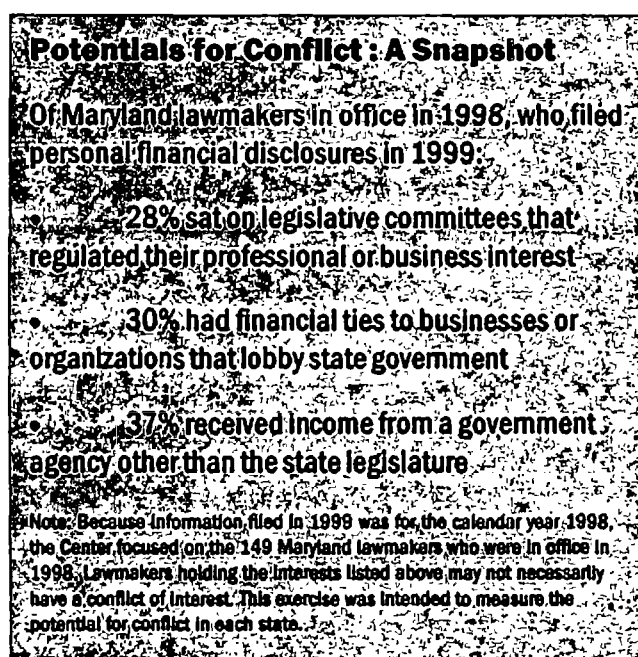 Potentials for Conflict : A Snapshot
Of Maryland lawmakers in office in 1998, who filed
personal financial disclosures in 1999:
• 28% sat on legislative committees that
regulated their professional or business interest
• 30% had financial ties to businesses or
organizations that lobby state government
• 37% received income from a government
agency other than the state legislature
Note: Because information filed in 1999 was for the calendar year 1998,
the Center focused on the 149 Maryland lawmakers who were in office in
1998. Lawmakers holding the interests listed above may not necessarily
have a conflict of interest. This exercise was intended to measure the
potential for conflict in each state.